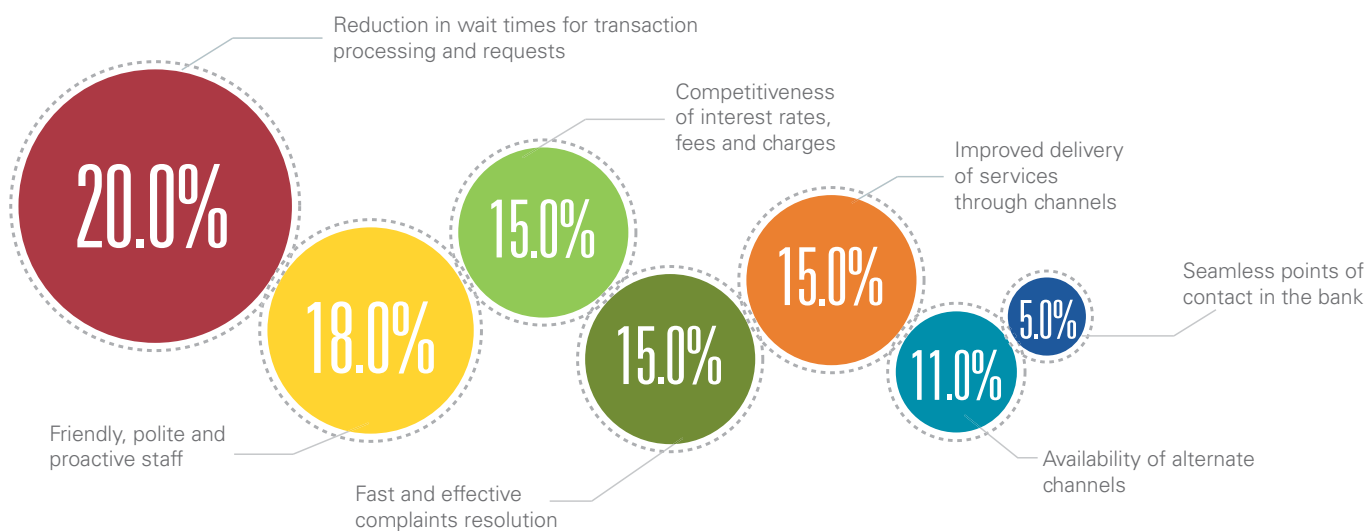 Reduction in wait times for transaction
processing and requests
20.0%
Friendly, polite and
proactive staff
18.0%
Competitiveness
of interest rates,
fees and charges
15.0%
Fast and effective
complaints resolution
15.0%
Improved delivery
of services
through channels
15.0%
Availability of alternate
channels
11.0%
Seamless points of
contact in the bank
5.0%